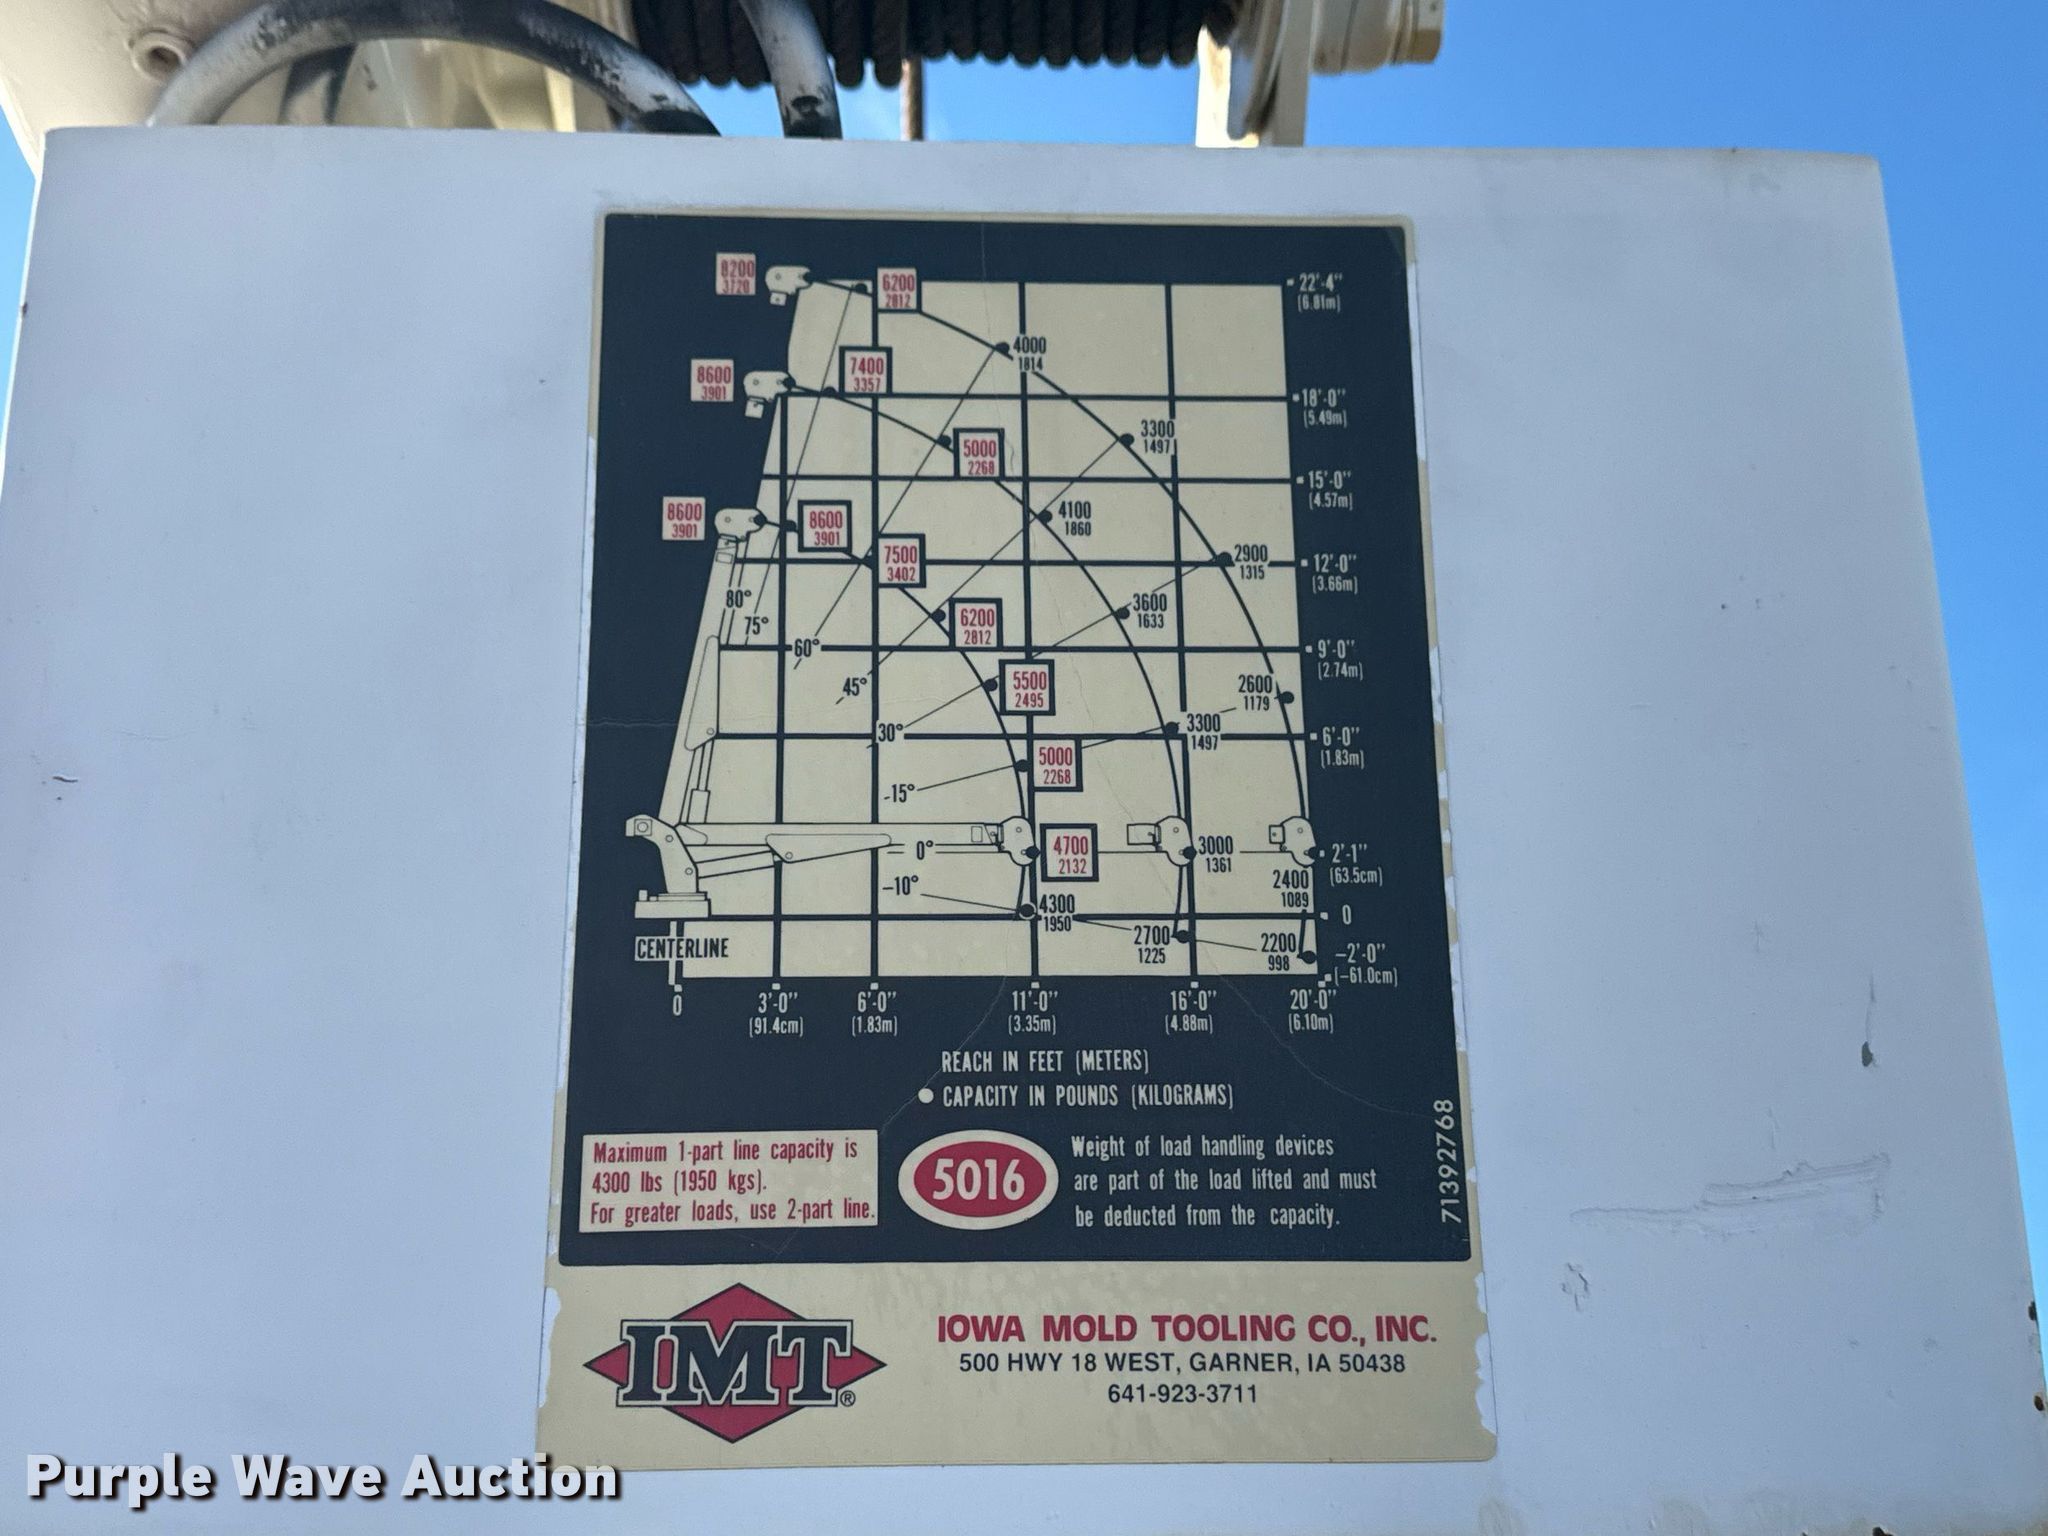 8200
3720
6200
2812
22'-4"
(6.81m)
4000
1814
8600
3901
7400
3357
18'-0"
(5.49m)
3300
1497
5000
2268
15'-0"
(4.57m)
8600
3901
8600
3901
4100
1860
7500
3402
2900
1315
12'-0"
(3.66m)
80°
75°
60°
45°
30°
-15°
0°
-10°
6200
2812
3600
1633
9'-0"
(2.74m)
5500
2495
2600
1179
3300
1497
6'-0"
(1.83m)
5000
2268
4700
2132
3000
1361
2'-1"
(63.5cm)
2400
1089
4300
1950
0
2700
1225
2200
998
-2'-0"
(-61.0cm)
CENTERLINE
0
3'-0"
(91.4cm)
6'-0"
(1.83m)
11'-0"
(3.35m)
16'-0"
(4.88m)
20'-0"
(6.10m)
REACH IN FEET (METERS)
CAPACITY IN POUNDS (KILOGRAMS)
Maximum 1-part line capacity is
4300 lbs (1950 kgs).
For greater loads, use 2-part line.
5016
Weight of load handling devices
are part of the load lifted and must
be deducted from the capacity.
71392768
IMT®
IOWA MOLD TOOLING CO., INC.
500 HWY 18 WEST, GARNER, IA 50438
641-923-3711
Purple Wave Auction